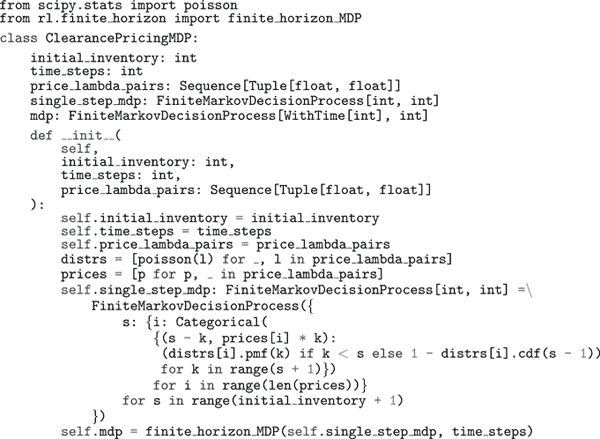 from scipy.stats import poisson
from rl.finite_horizon import finite_horizon_MDP
class ClearancePricingMDP:
    initial_inventory: int
    time_steps: int
    price_lambda_pairs: Sequence[Tuple[float, float]]
    single_step_mdp: FiniteMarkovDecisionProcess[int, int]
    mdp: FiniteMarkovDecisionProcess[WithTime[int], int]
    def __init__(
        self,
        initial_inventory: int,
        time_steps: int,
        price_lambda_pairs: Sequence[Tuple[float, float]]
    ):
        self.initial_inventory = initial_inventory
        self.time_steps = time_steps
        self.price_lambda_pairs = price_lambda_pairs
        distrs = [poisson(l) for _, l in price_lambda_pairs]
        prices = [p for p, _ in price_lambda_pairs]
        self.single_step_mdp: FiniteMarkovDecisionProcess[int, int] =\
            FiniteMarkovDecisionProcess({
                s: {i: Categorical(
                    {(s - k, prices[i] * k):
                     (distrs[i].pmf(k) if k < s else 1 - distrs[i].cdf(s - 1))
                     for k in range(s + 1)})
                    for i in range(len(prices))}
                for s in range(initial_inventory + 1)
            })
        self.mdp = finite_horizon_MDP(self.single_step_mdp, time_steps)